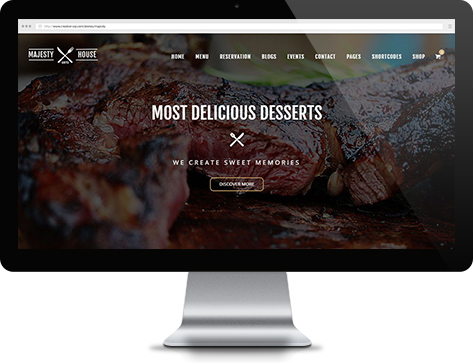 MAJESTY HOUSE
HOME MENU RESERVATION BLOGS EVENTS CONTACT PAGES SHORTCODES SHOP
MOST DELICIOUS DESSERTS
WE CREATE SWEET MEMORIES
DISCOVER MORE